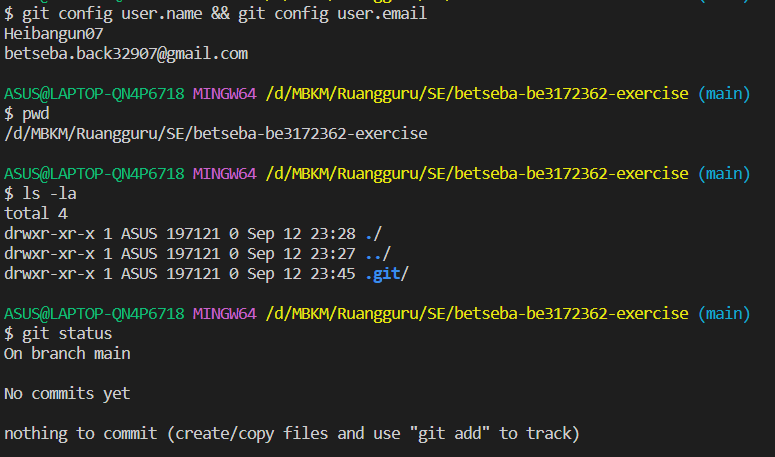 $ git config user.name && git config user.email
Heibangun07
betseba.back32907@gmail.com
ASUS@LAPTOP-QN4P6718 MINGW64 /d/MBKM/Ruangguru/SE/betseba-be3172362-exercise (main)
$ pwd
/d/MBKM/Ruangguru/SE/betseba-be3172362-exercise
ASUS@LAPTOP-QN4P6718 MINGW64 /d/MBKM/Ruangguru/SE/betseba-be3172362-exercise (main)
$ ls -la
total 4
drwxr-xr-x 1 ASUS 197121 0 Sep 12 23:28 ./
drwxr-xr-x 1 ASUS 197121 0 Sep 12 23:27 ../
drwxr-xr-x 1 ASUS 197121 0 Sep 12 23:45 .git/
ASUS@LAPTOP-QN4P6718 MINGW64 /d/MBKM/Ruangguru/SE/betseba-be3172362-exercise (main)
$ git status
On branch main
No commits yet
nothing to commit (create/copy files and use "git add" to track)